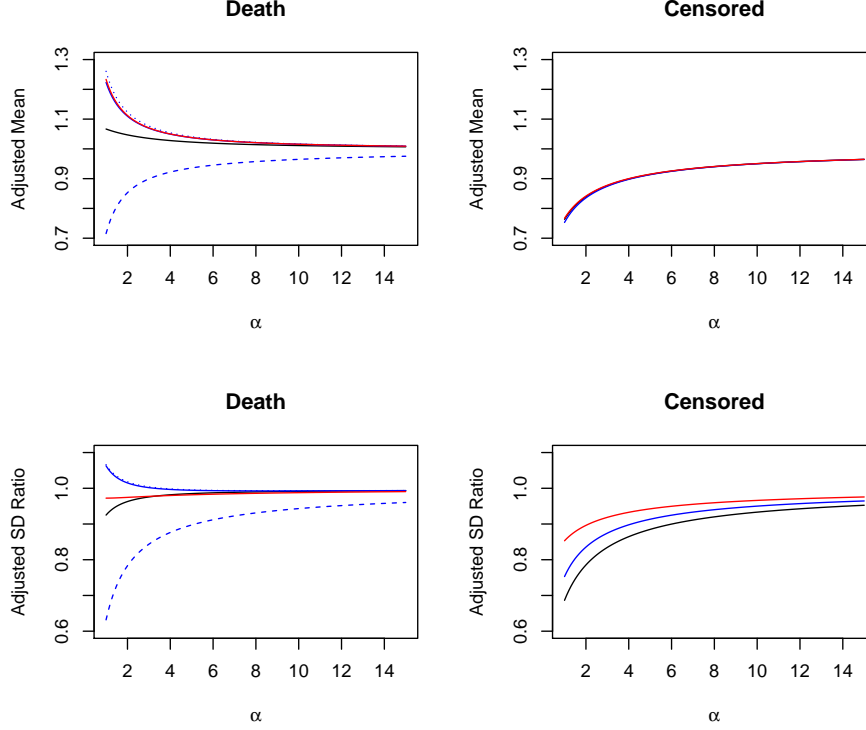 Death
Adjusted Mean
0.7 0.9 1.1 1.3
2 4 6 8 10 12 14
α
Censored
Adjusted Mean
0.7 0.9 1.1 1.3
2 4 6 8 10 12 14
α
Death
Adjusted SD Ratio
0.6 0.8 1.0
2 4 6 8 10 12 14
α
Censored
Adjusted SD Ratio
0.6 0.8 1.0
2 4 6 8 10 12 14
α